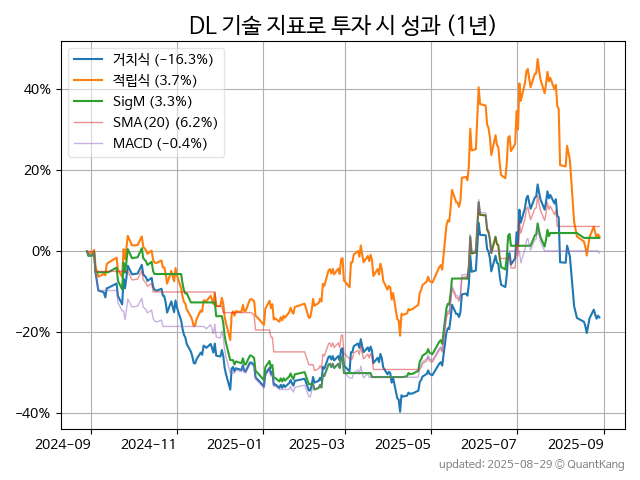 DL 기술 지표로 투자 시 성과 (1년)
거치식 (−16.3%)
적립식 (3.7%)
SigM (3.3%)
SMA(20) (6.2%)
MACD (−0.4%)
40%
20%
0%
−20%
−40%
2024-09 2024-11 2025-01 2025-03 2025-05 2025-07 2025-09
updated: 2025-08-29 © QuantKang